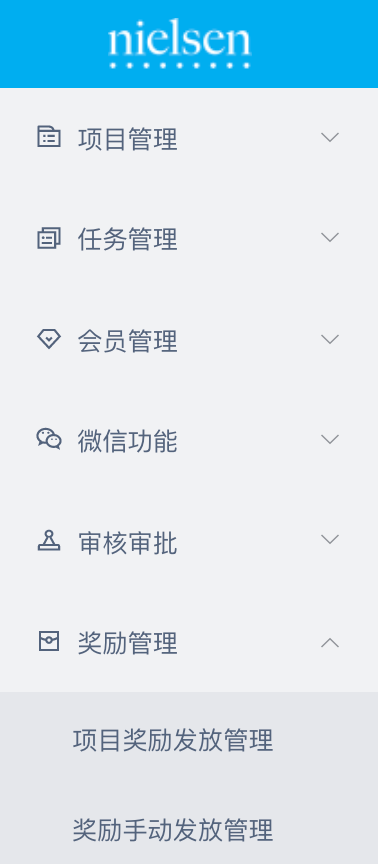 nielsen
项目管理
任务管理
会员管理
微信功能
审核审批
奖励管理
项目奖励发放管理
奖励手动发放管理